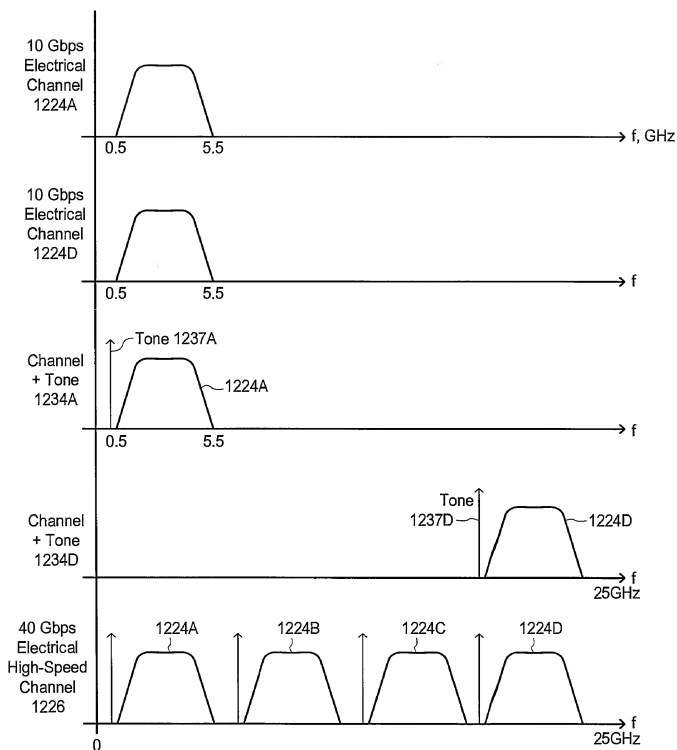 10 Gbps
Electrical
Channel
1224A
0.5
5.5
f, GHz
10 Gbps
Electrical
Channel
1224D
0.5
5.5
f
Tone 1237A
Channel
+ Tone
1234A
1224A
0.5
5.5
f
Tone
1237D
1224D
Channel
+ Tone
1234D
f
25GHz
40 Gbps
Electrical
High-Speed
Channel
1226
1224A
1224B
1224C
1224D
f
25GHz
0